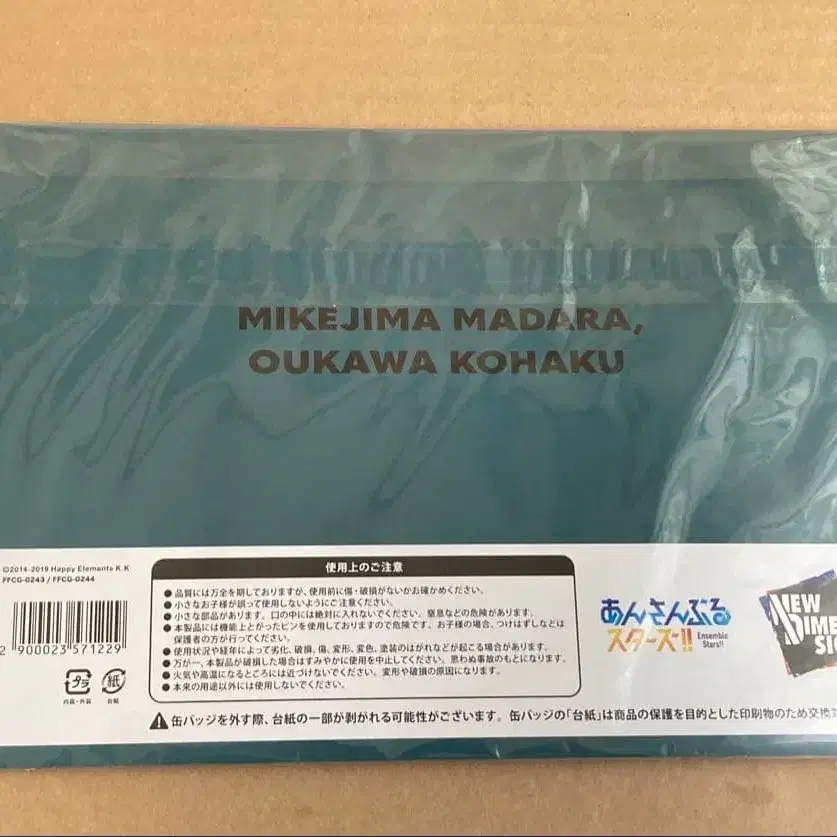 MIKEJIMA MADARA,
OUKAWA KOHAKU
©2014-2019 Happy Elements K.K
FFCG-0243 / FFCG-0244
2 900023 571229
プラ
内袋・外袋
紙
台紙
使用上のご注意
● 品質には万全を期しておりますが、使用前に傷・破損がないかお確かめください。
● 小さなお子様が誤って使用しないようにご注意ください。
● 小さな部品があります。口の中には絶対に入れないでください。窒息などの危険があります。
● 本製品には機能上とがったピンを使用しておりますので危険です。お子様の場合、つけはずしなどは
保護者の方が行ってください。
● 使用状況や経年によって劣化、破損、傷、変形、変色、塗装のはがれなどが起こる場合があります。
● 万が一、本製品が破損した場合はすみやかに使用を中止してください。思わぬ事故のもとになります。
● 火気や高温になるところには近づけないでください。変形や破損の原因になります。
● 本来の用途以外には使用しないでください。
あんさんぶる
スターズ!!
Ensemble
Stars!!
NEW
DIME
SI
⚠缶バッジを外す際、台紙の一部が剥がれる可能性がございます。缶バッジの「台紙」は商品の保護を目的とした印刷物のため交換対